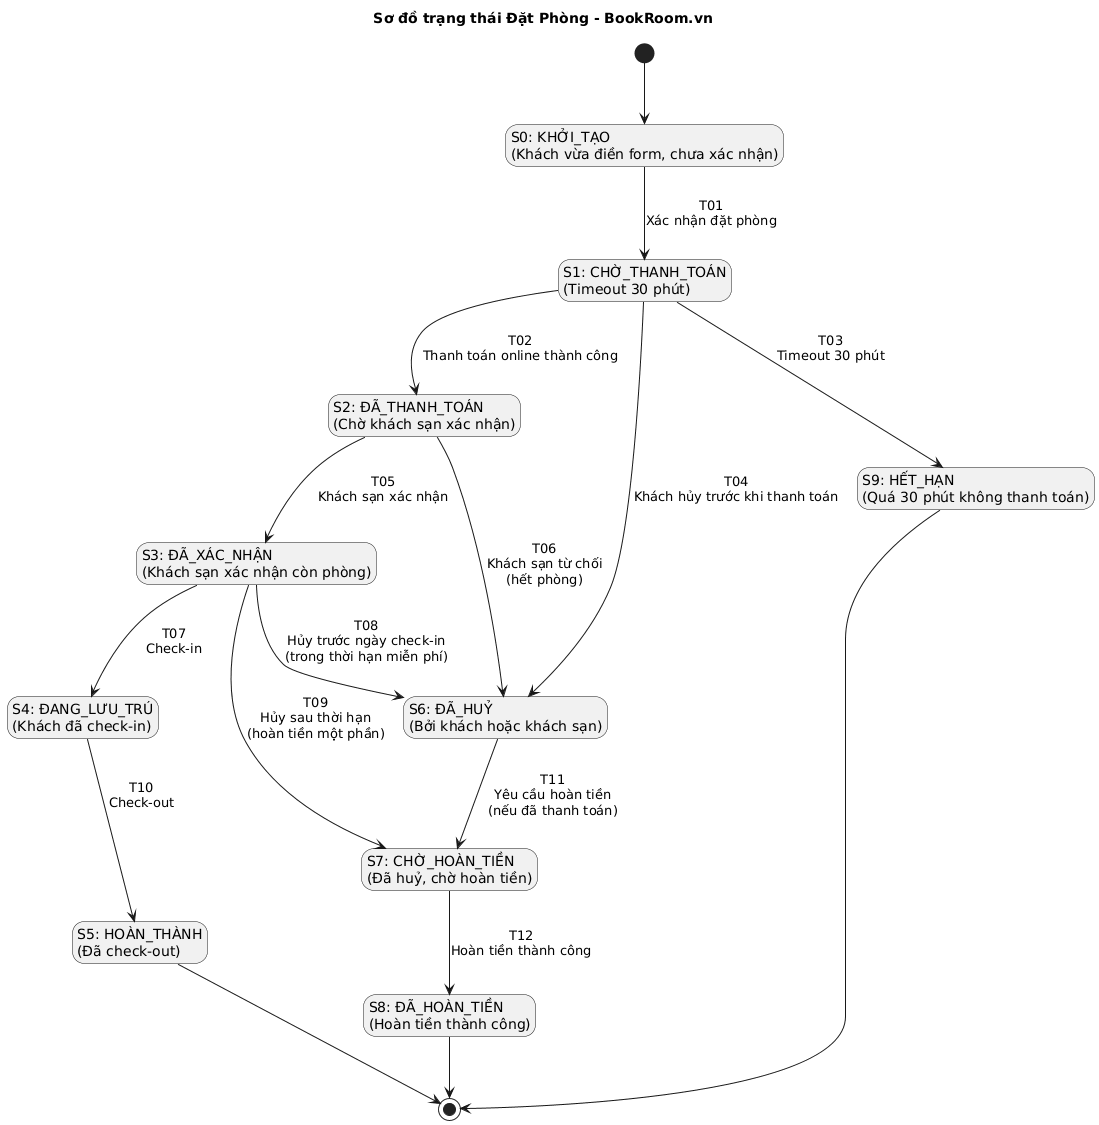 Sơ đồ trạng thái Đặt Phòng - BookRoom.vn
S0: KHỞI_TẠO
(Khách vừa điền form, chưa xác nhận)
T01
Xác nhận đặt phòng
S1: CHỜ_THANH_TOÁN
(Timeout 30 phút)
T02
Thanh toán online thành công
T03
Timeout 30 phút
S2: ĐÃ_THANH_TOÁN
(Chờ khách sạn xác nhận)
T05
Khách sạn xác nhận
T04
Khách hủy trước khi thanh toán
S9: HẾT_HẠN
(Quá 30 phút không thanh toán)
T06
Khách sạn từ chối
(hết phòng)
S3: ĐÃ_XÁC_NHẬN
(Khách sạn xác nhận còn phòng)
T07
Check-in
T08
Hủy trước ngày check-in
(trong thời hạn miễn phí)
T09
Hủy sau thời hạn
(hoàn tiền một phần)
S4: ĐANG_LƯU_TRÚ
(Khách đã check-in)
S6: ĐÃ_HUỶ
(Bởi khách hoặc khách sạn)
T10
Check-out
T11
Yêu cầu hoàn tiền
(nếu đã thanh toán)
S7: CHỜ_HOÀN_TIỀN
(Đã huỷ, chờ hoàn tiền)
S5: HOÀN_THÀNH
(Đã check-out)
T12
Hoàn tiền thành công
S8: ĐÃ_HOÀN_TIỀN
(Hoàn tiền thành công)